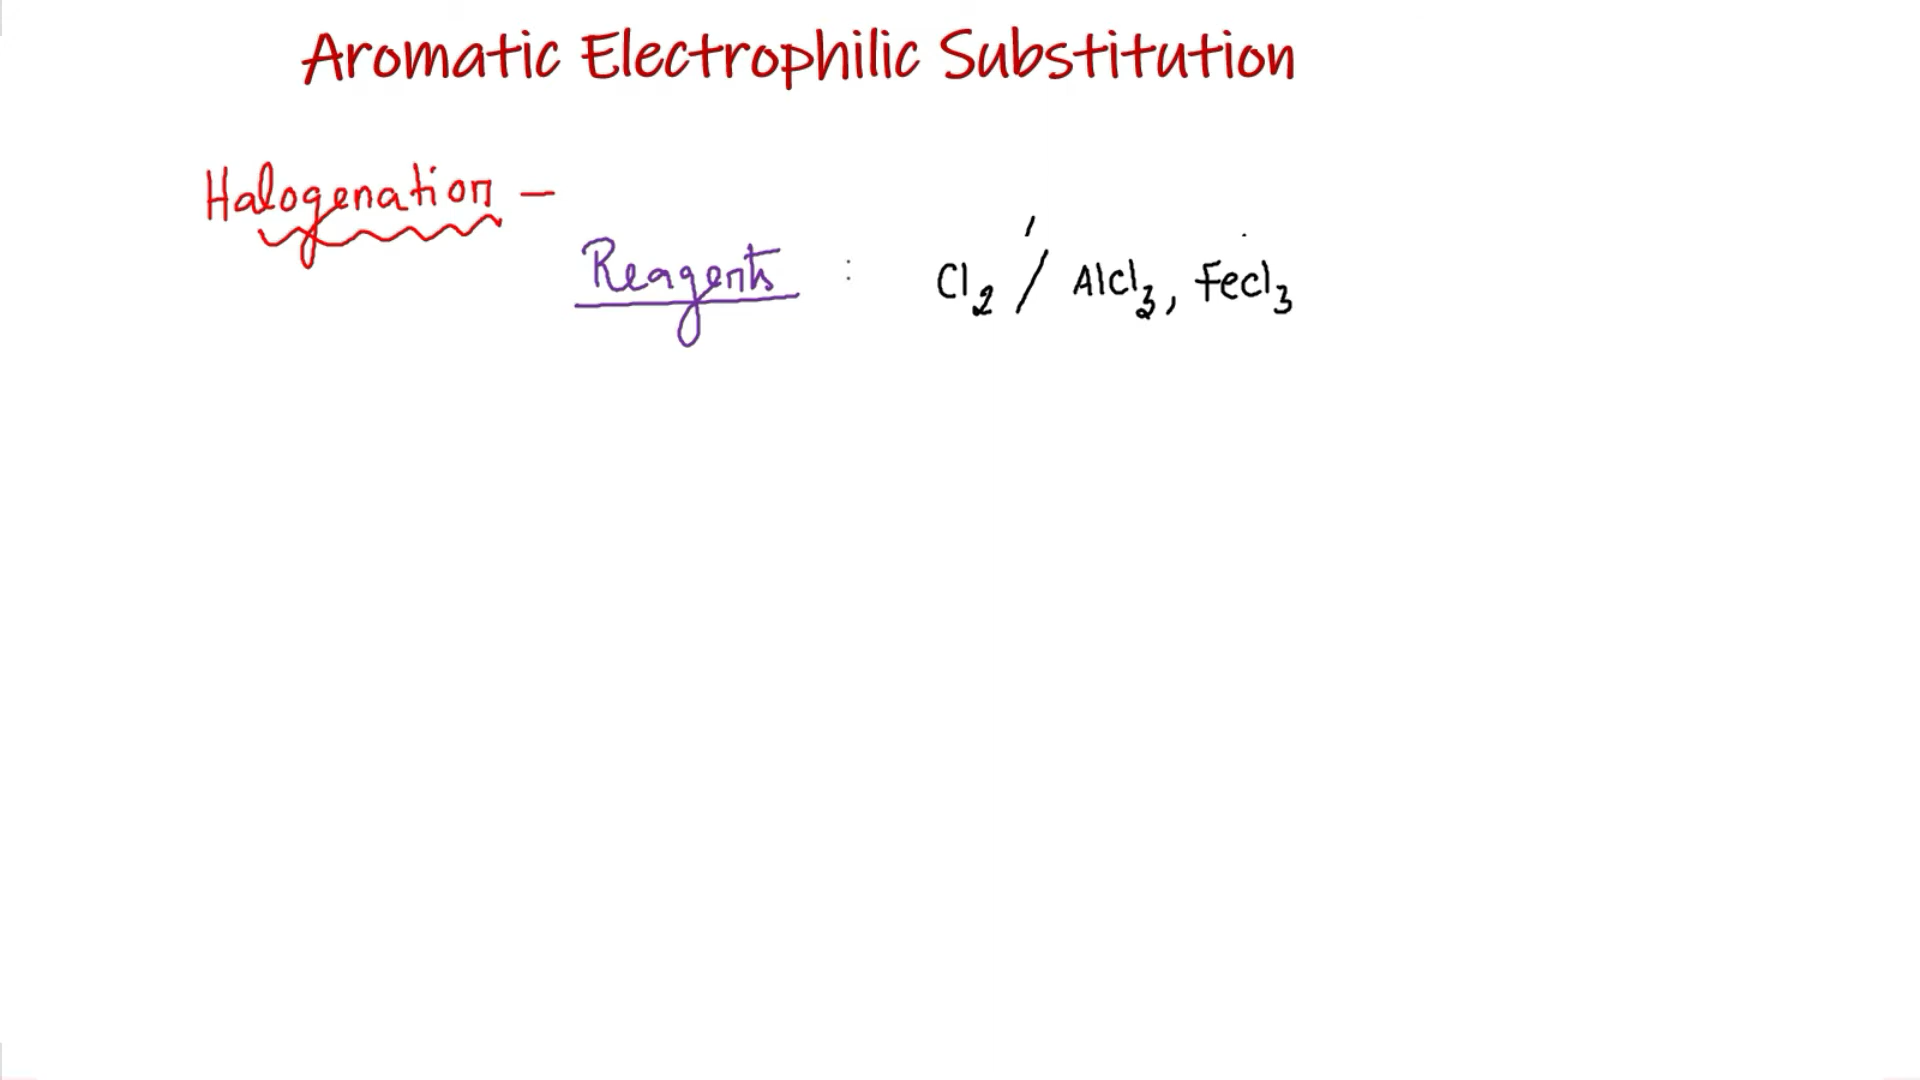 Aromatic Electrophilic Substitution
Halogenation -
Reagents : Cl₂ / AlCl₃, Fecl₃